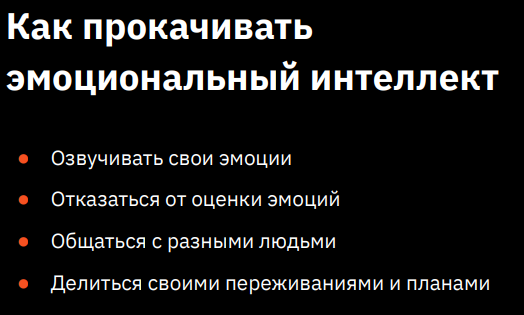 Как прокачивать
эмоциональный интеллект
Озвучивать свои эмоции
Отказаться от оценки эмоций
Общаться с разными людьми
Делиться своими переживаниями и планами